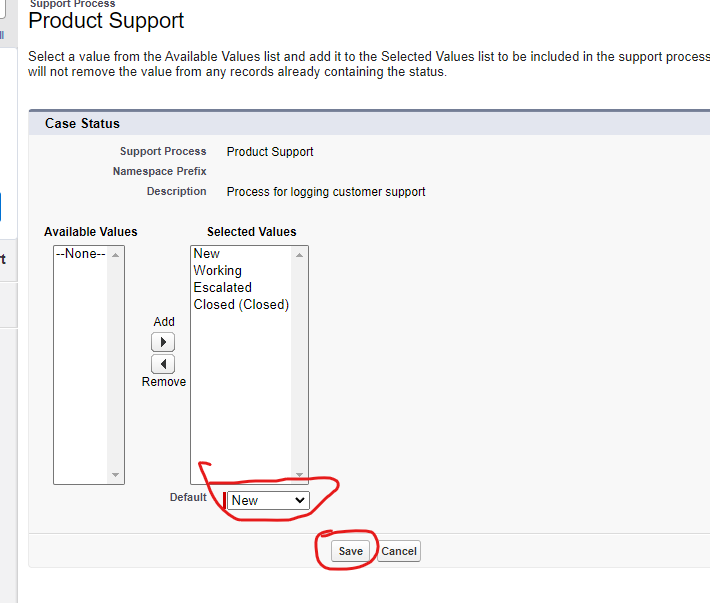 Support Process
Product Support
Select a value from the Available Values list and add it to the Selected Values list to be included in the support process
will not remove the value from any records already containing the status.
Case Status
Support Process Product Support
Namespace Prefix
Description Process for logging customer support
Available Values Selected Values
--None-- New
Working
Escalated
Closed (Closed)
Add
Remove
Default New
Save Cancel